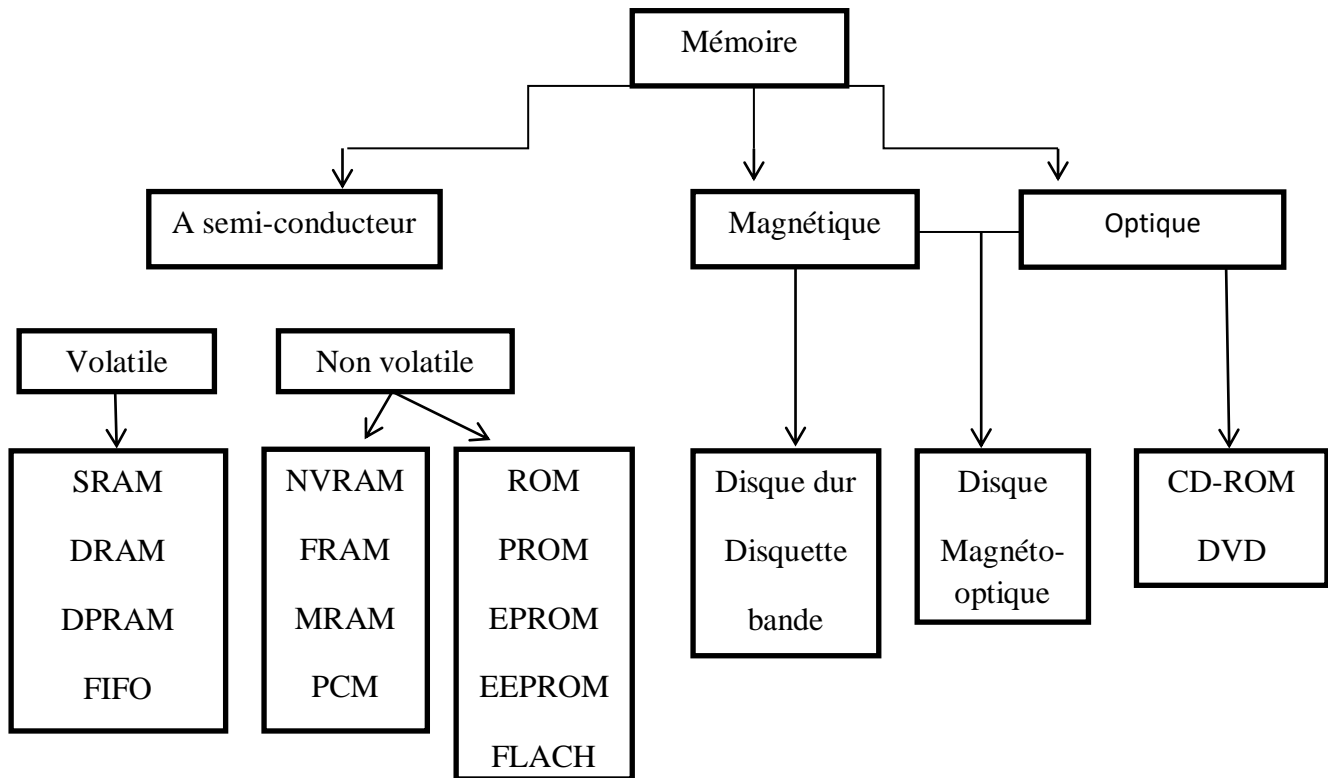 Mémoire
A semi-conducteur
Magnétique
Optique
Volatile
Non volatile
SRAM
DRAM
DPRAM
FIFO
NVRAM
FRAM
MRAM
PCM
ROM
PROM
EPROM
EEPROM
FLACH
Disque dur
Disquette
bande
Disque
Magnéto-
optique
CD-ROM
DVD